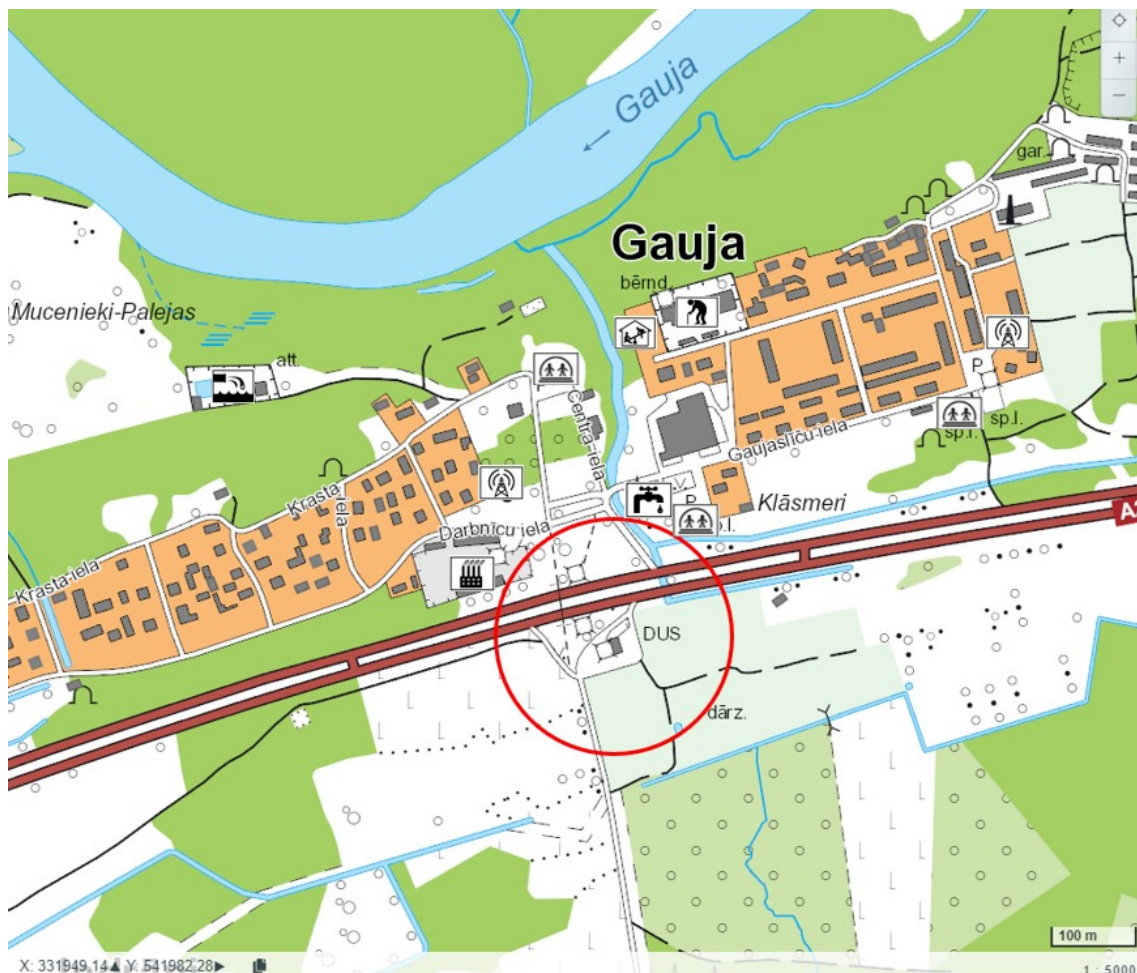 Gauja
gar.
Gauja
bērnd.
Mucenieki-Palejas
att.
P
sp.l.
sp.l.
Centra iela
Gaujaslīču iela
Krasta iela
P
Klāsmeri
Darbnīcu iela
Krasta iela
DUS
dārz.
100 m
X: 331949,14 Y: 541982,28
1 : 5000